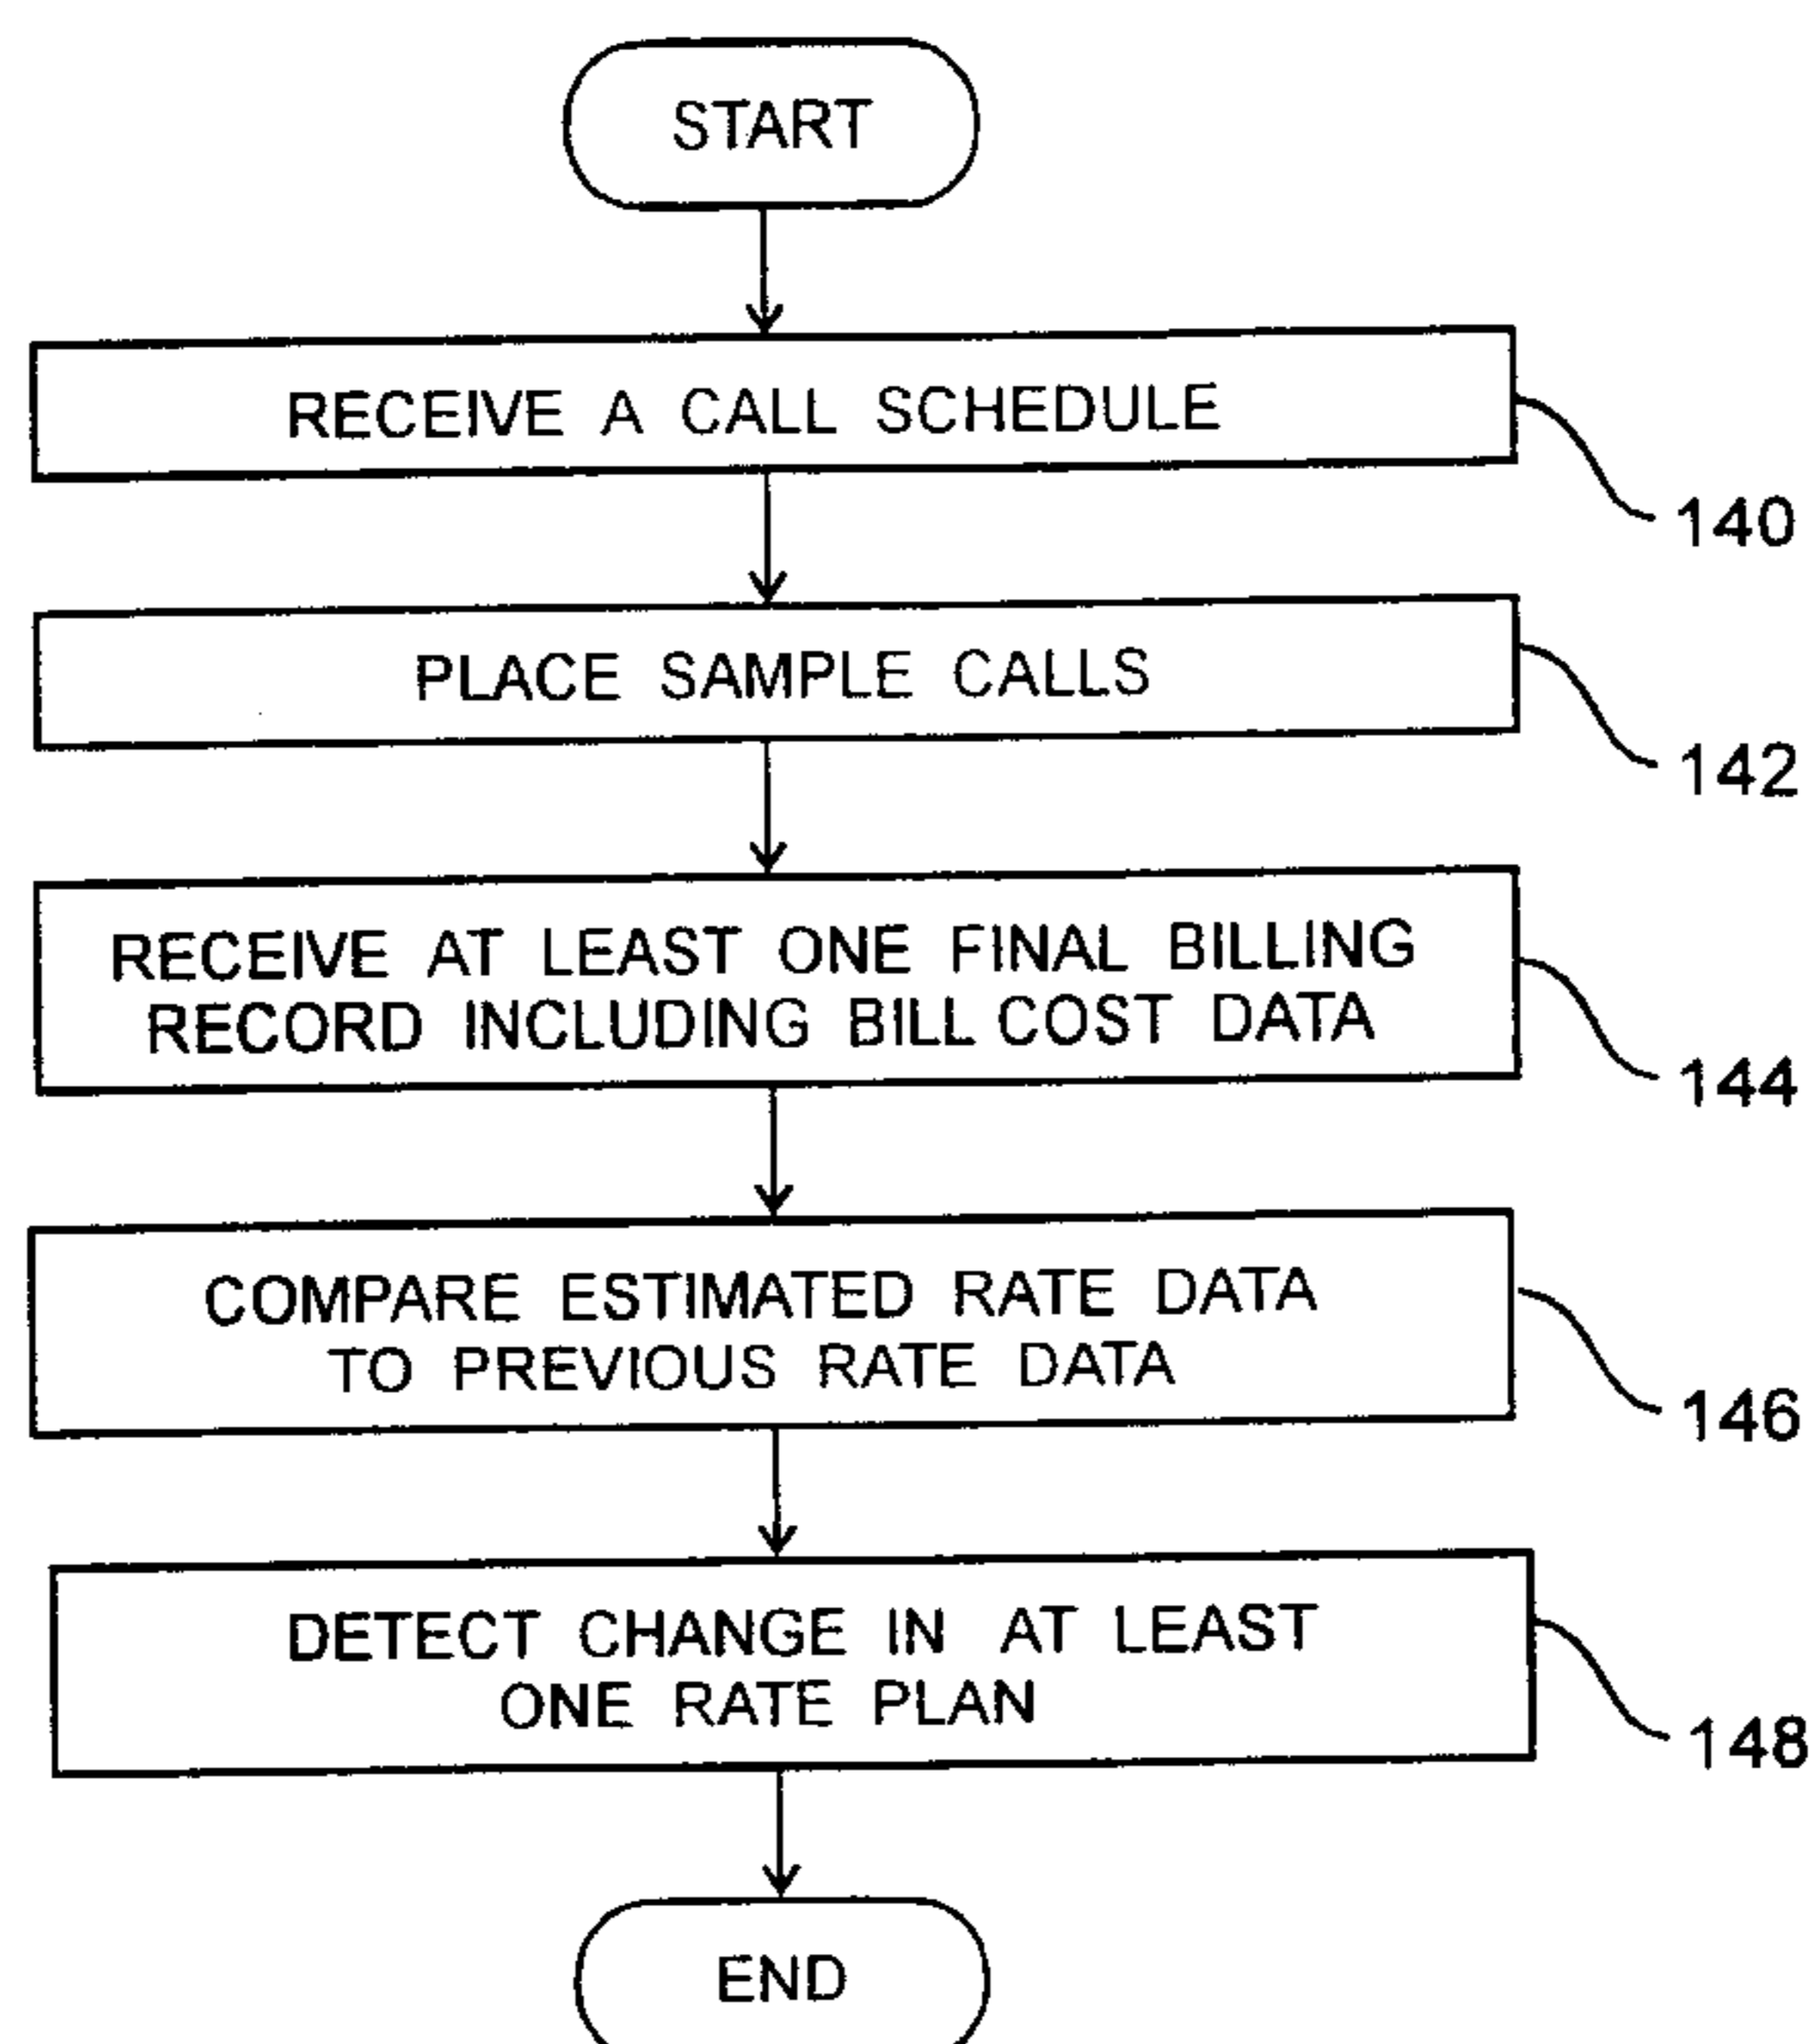 START
RECEIVE A CALL SCHEDULE
140
PLACE SAMPLE CALLS
142
RECEIVE AT LEAST ONE FINAL BILLING
RECORD INCLUDING BILL COST DATA
144
COMPARE ESTIMATED RATE DATA
TO PREVIOUS RATE DATA
146
DETECT CHANGE IN AT LEAST
ONE RATE PLAN
148
END